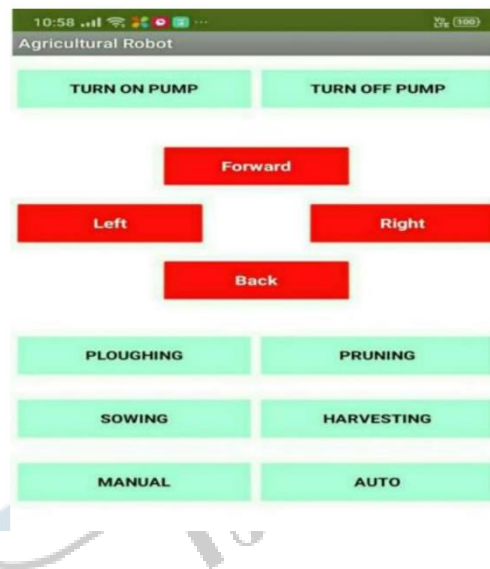 10:58
Agricultural Robot
TURN ON PUMP TURN OFF PUMP
Forward
Left Right
Back
PLOUGHING PRUNING
SOWING HARVESTING
MANUAL AUTO